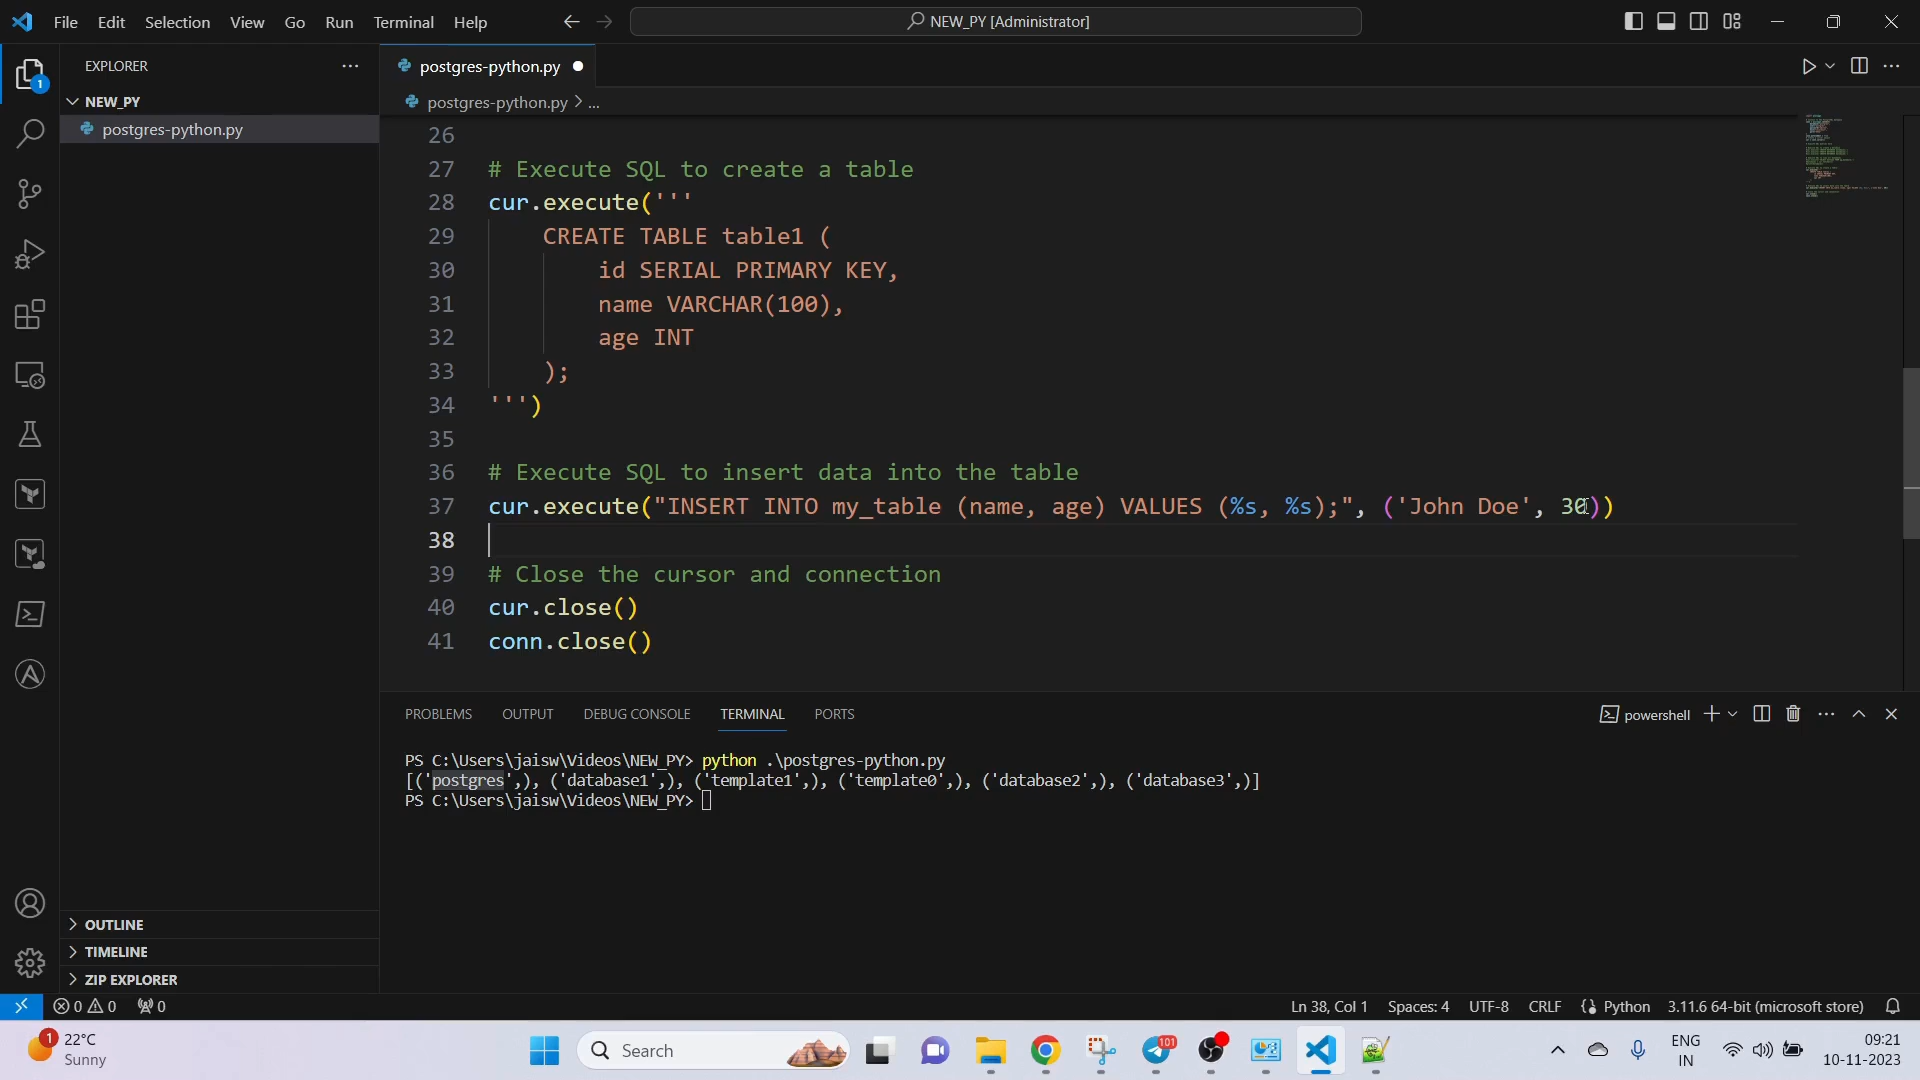 File Edit Selection View Go Run Terminal Help
NEW_PY [Administrator]
1
EXPLORER
NEW_PY
postgres-python.py
OUTLINE
TIMELINE
ZIP EXPLORER
postgres-python.py
postgres-python.py > ...
26
27 # Execute SQL to create a table
28 cur.execute('''
29 CREATE TABLE table1 (
30 id SERIAL PRIMARY KEY,
31 name VARCHAR(100),
32 age INT
33 );
34 ''')
35
36 # Execute SQL to insert data into the table
37 cur.execute("INSERT INTO my_table (name, age) VALUES (%s, %s);", ('John Doe', 30))
38
39 # Close the cursor and connection
40 cur.close()
41 conn.close()
PROBLEMS OUTPUT DEBUG CONSOLE TERMINAL PORTS
powershell
PS C:\Users\jaisw\Videos\NEW_PY> python .\postgres-python.py
[('postgres',), ('database1',), ('template1',), ('template0',), ('database2',), ('database3',)]
PS C:\Users\jaisw\Videos\NEW_PY>
0 0 0
Ln 38, Col 1 Spaces: 4 UTF-8 CRLF Python 3.11.6 64-bit (microsoft store)
1
22°C
Sunny
Search
101
ENG
IN
09:21
10-11-2023